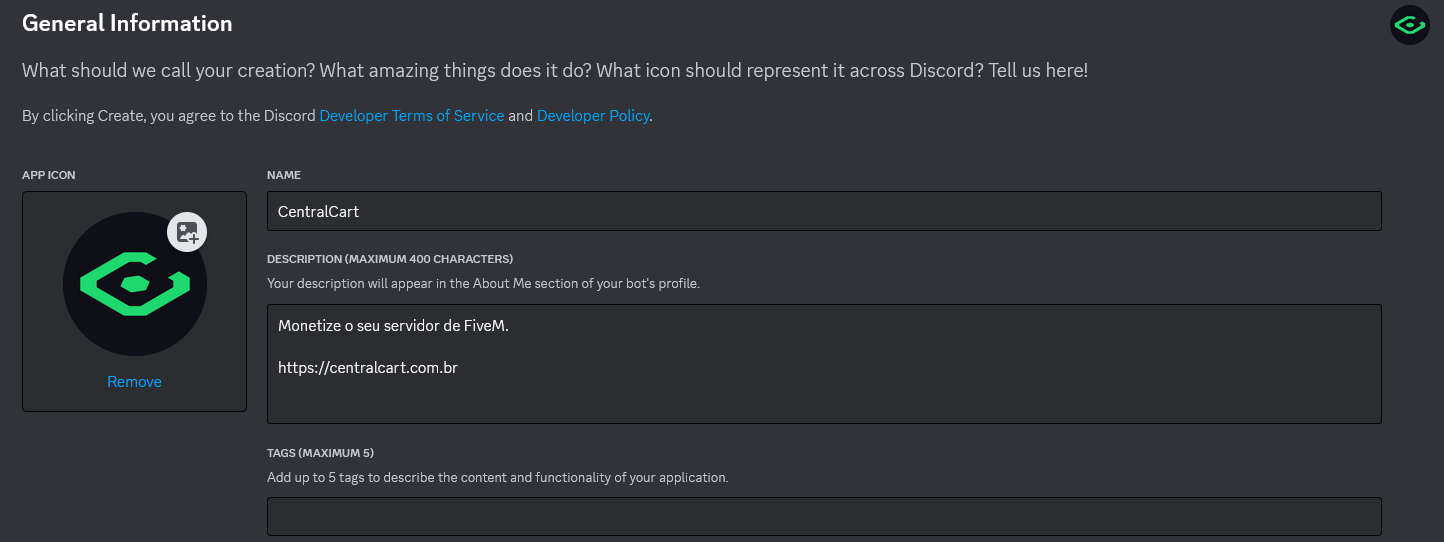 General Information
What should we call your creation? What amazing things does it do? What icon should represent it across Discord? Tell us here!
By clicking Create, you agree to the Discord Developer Terms of Service and Developer Policy.
APP ICON
Remove
NAME
CentralCart
DESCRIPTION (MAXIMUM 400 CHARACTERS)
Your description will appear in the About Me section of your bot's profile.
Monetize o seu servidor de FiveM.
https://centralcart.com.br
TAGS (MAXIMUM 5)
Add up to 5 tags to describe the content and functionality of your application.